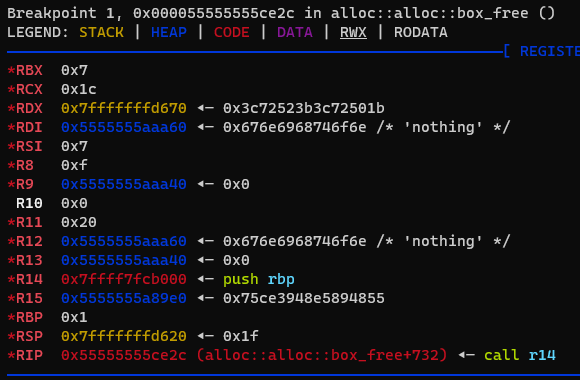 Breakpoint 1, 0x000055555555ce2c in alloc::alloc::box_free ()
LEGEND: STACK | HEAP | CODE | DATA | RWX | RODATA
[ REGISTE
*RBX 0x7
*RCX 0x1c
*RDX 0x7fffffffd670 ◂— 0x3c72523b3c72501b
*RDI 0x5555555aaa60 ◂— 0x676e6968746f6e /* 'nothing' */
*RSI 0x7
*R8 0xf
*R9 0x5555555aaa40 ◂— 0x0
R10 0x0
*R11 0x20
*R12 0x5555555aaa60 ◂— 0x676e6968746f6e /* 'nothing' */
*R13 0x5555555aaa40 ◂— 0x0
*R14 0x7ffff7fcb000 ◂— push rbp
*R15 0x5555555a89e0 ◂— 0x75ce3948e5894855
*RBP 0x1
*RSP 0x7fffffffd620 ◂— 0x1f
*RIP 0x55555555ce2c (alloc::alloc::box_free+732) ◂— call r14